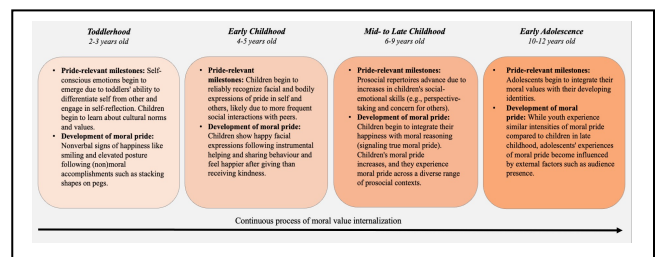 Toddlerhood
2-3 years old
• Pride-relevant milestones: Self-
conscious emotions begin to
emerge due to toddlers' ability to
differentiate self from other and
engage in self-reflection. Children
begin to learn about cultural norms
and values.
• Development of moral pride:
Nonverbal signs of happiness like
smiling and elevated posture
following (non)moral
accomplishments such as stacking
shapes on pegs.
Early Childhood
4-5 years old
• Pride-relevant
milestones: Children begin to
reliably recognize facial and bodily
expressions of pride in self and
others, likely due to more frequent
social interactions with peers.
• Development of moral pride:
Children show happy facial
expressions following instrumental
helping and sharing behaviour and
feel happier after giving than
receiving kindness.
Mid- to Late Childhood
6-9 years old
• Pride-relevant milestones:
Prosocial repertoires advance due to
increases in children's social-
emotional skills (e.g., perspective-
taking and concern for others).
• Development of moral pride:
Children begin to integrate their
happiness with moral reasoning
(signaling true moral pride).
Children's moral pride
increases, and they experience
moral pride across a diverse range
of prosocial contexts.
Early Adolescence
10-12 years old
• Pride-relevant milestones:
Adolescents begin to integrate their
moral values with their developing
identities.
• Development of moral
pride: While youth experience
similar intensities of moral pride
compared to children in late
childhood, adolescents' experiences
of moral pride become influenced
by external factors such as audience
presence.
Continuous process of moral value internalization